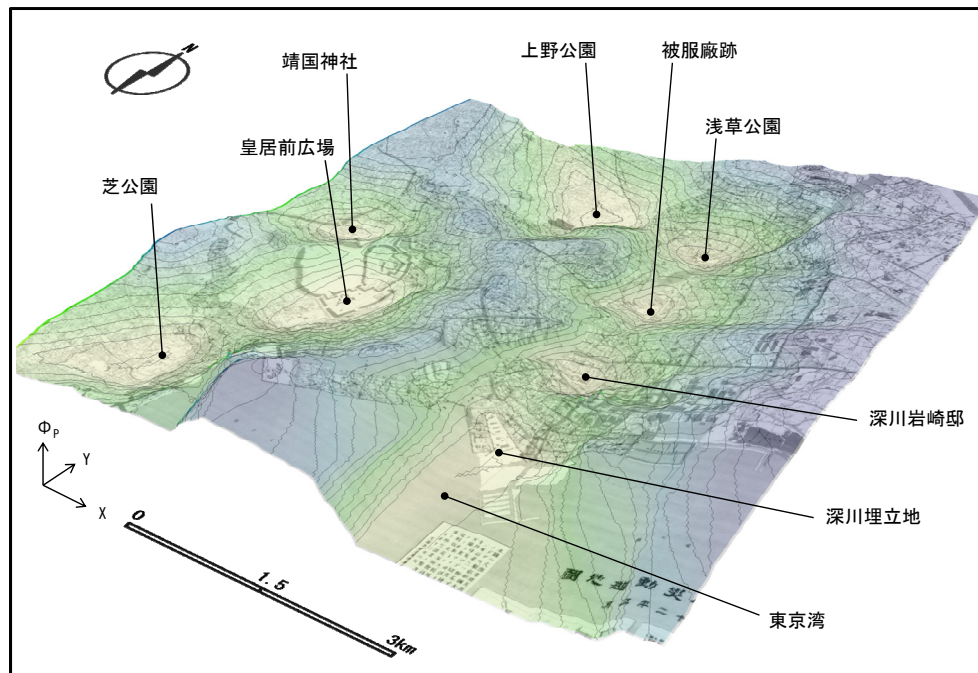 N
靖国神社
上野公園
被服廠跡
浅草公園
皇居前広場
芝公園
深川岩崎邸
ΦP
Y
X
深川埋立地
0
1.5
3km
東京湾